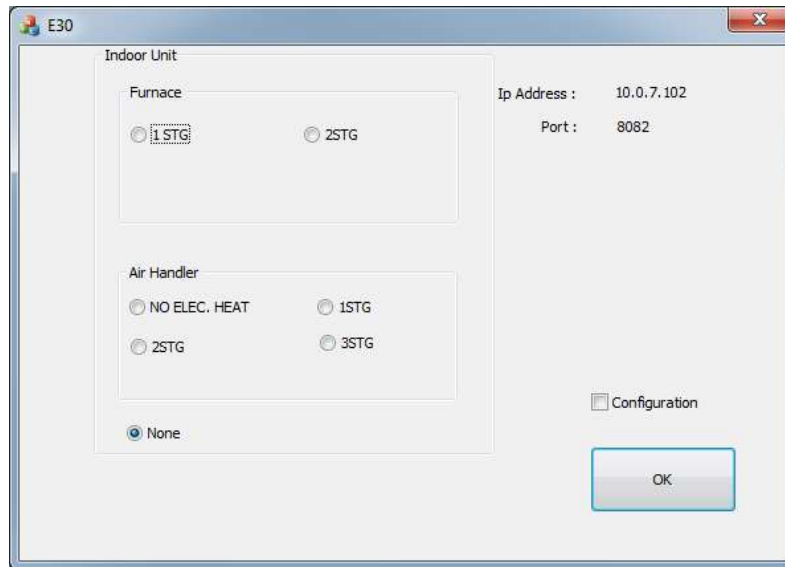 E30
Indoor Unit
Furnace
1 STG
2STG
Ip Address : 10.0.7.102
Port : 8082
Air Handler
NO ELEC. HEAT
1STG
2STG
3STG
None
Configuration
OK